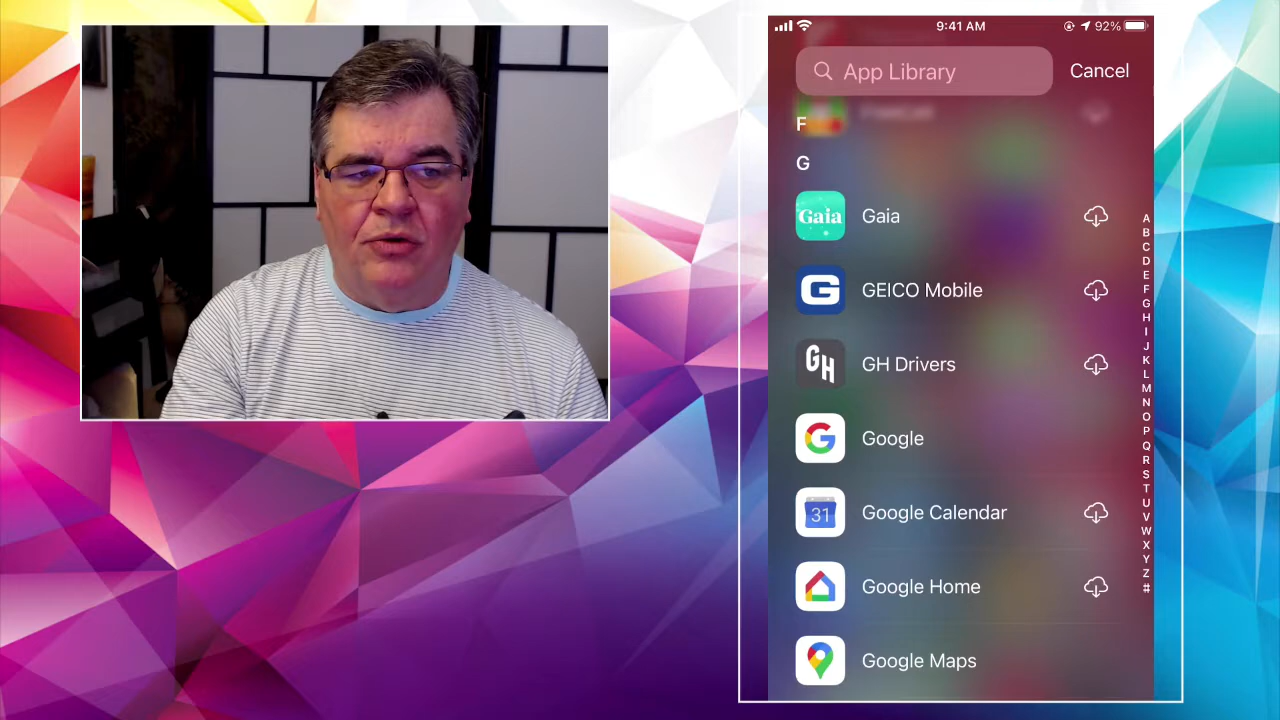 9:41 AM
92%
App Library
Cancel
F
G
Gaia
Gaia
GEICO Mobile
G
GH
GH Drivers
G
Google
31
Google Calendar
Google Home
Google Maps
A
B
C
D
E
F
G
H
I
J
K
L
M
N
O
P
Q
R
S
T
U
V
W
X
Y
Z
#